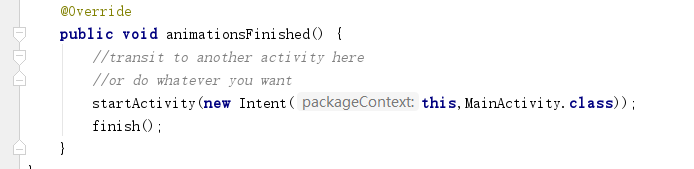 @Override
public void animationsFinished() {
//transit to another activity here
//or do whatever you want
startActivity(new Intent( packageContext: this,MainActivity.class));
finish();
}